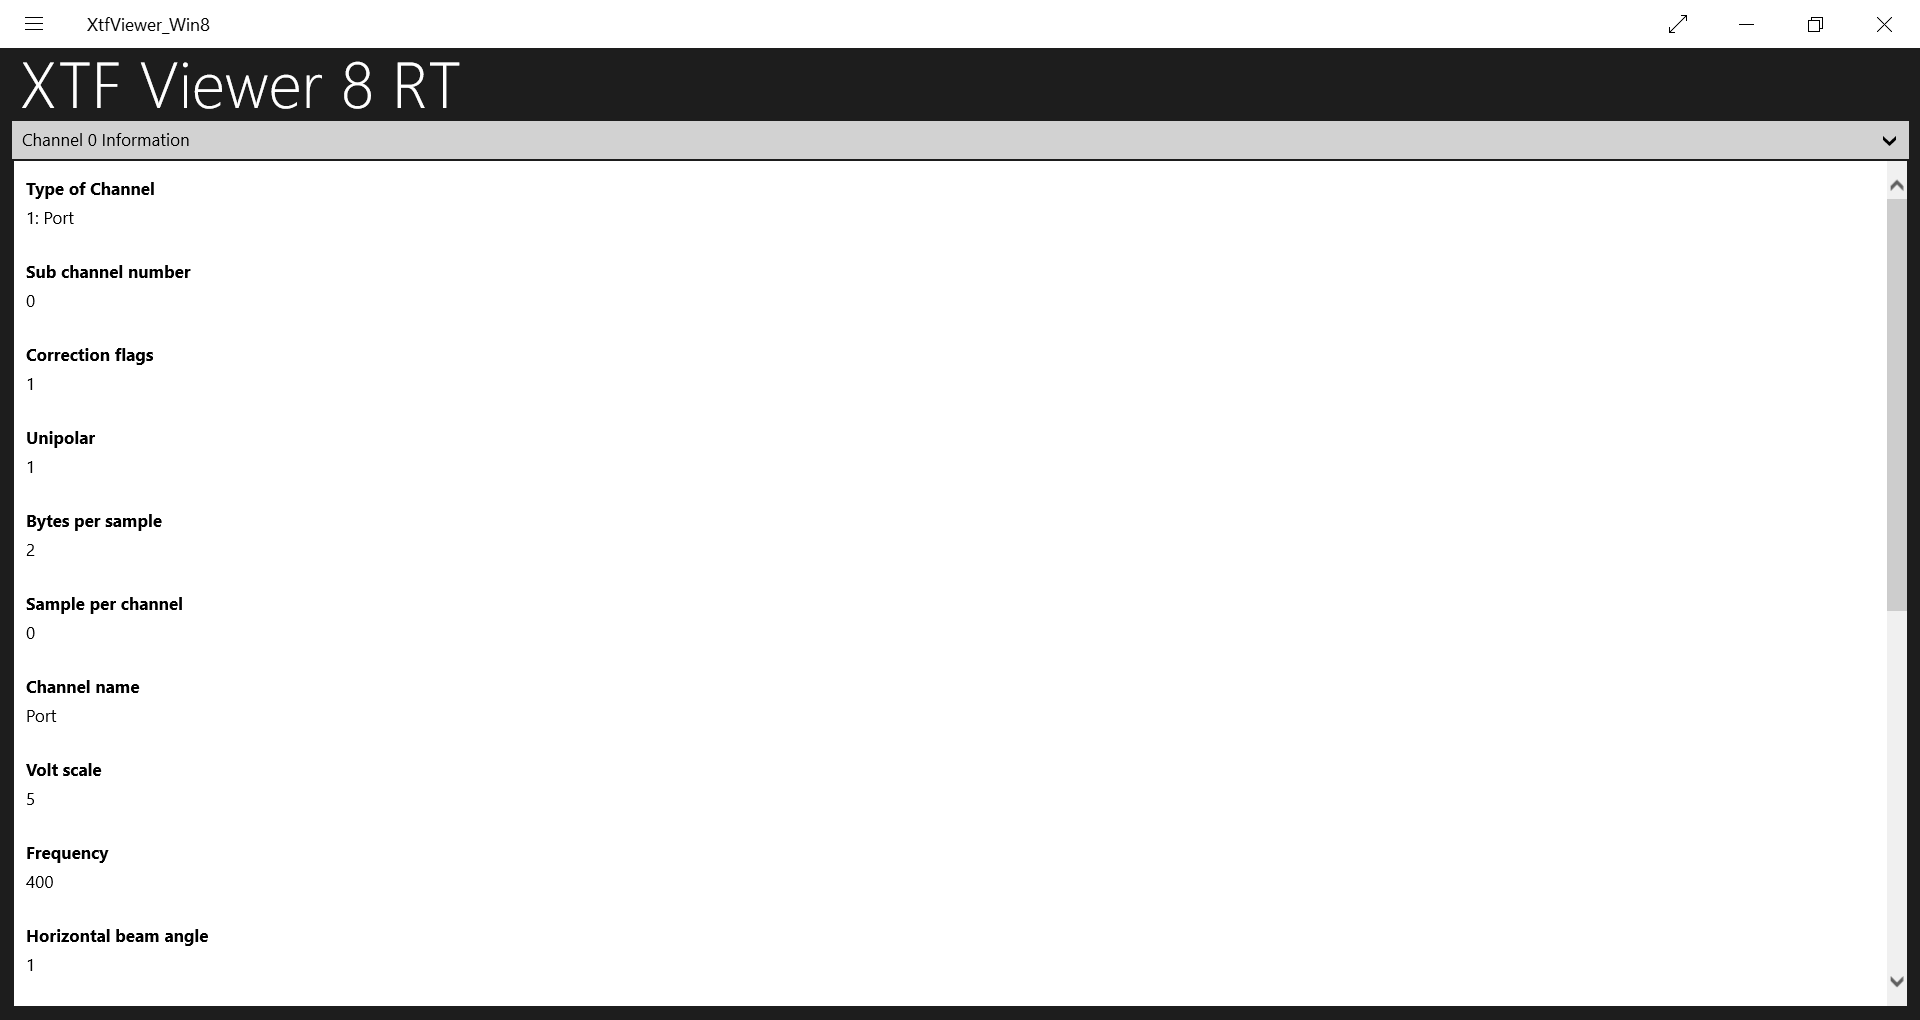 XtfViewer_Win8
XTF Viewer 8 RT
Channel 0 Information
Type of Channel
1: Port
Sub channel number
0
Correction flags
1
Unipolar
1
Bytes per sample
2
Sample per channel
0
Channel name
Port
Volt scale
5
Frequency
400
Horizontal beam angle
1